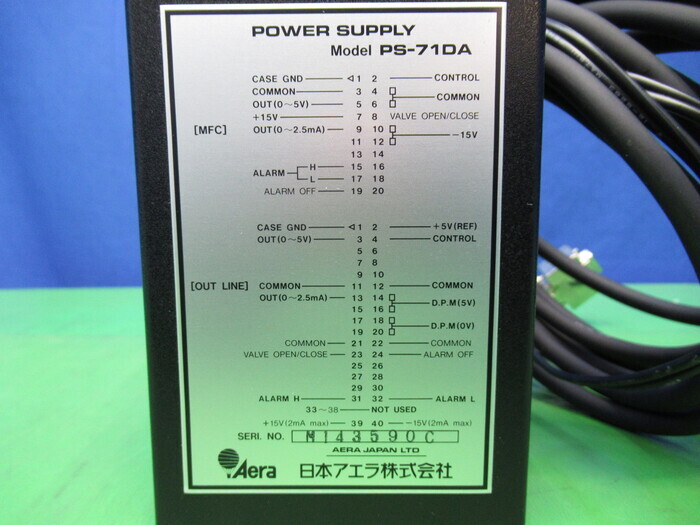 POWER SUPPLY
Model PS-71DA
CASE GND 1 2 CONTROL
COMMON 3 4
COMMON
OUT(0～5V) 5 6
+15V 7 8 VALVE OPEN/CLOSE
[MFC] OUT(0～2.5mA) 9 10
-15V
11 12
13 14
H 15 16
ALARM
L 17 18
ALARM OFF 19 20
CASE GND 1 2 +5V(REF)
OUT(0～5V) 3 4 CONTROL
5 6
7 8
9 10
[OUT LINE] COMMON 11 12 COMMON
OUT(0～2.5mA) 13 14
D.P.M(5V)
15 16
17 18
D.P.M(0V)
19 20
COMMON 21 22 COMMON
VALVE OPEN/CLOSE 23 24 ALARM OFF
25 26
27 28
29 30
ALARM H 31 32 ALARM L
33～38 NOT USED
+15V(2mA max) 39 40 -15V(2mA max)
SERI. NO. M143590C
AERA JAPAN LTD
Aera 日本アエラ株式会社